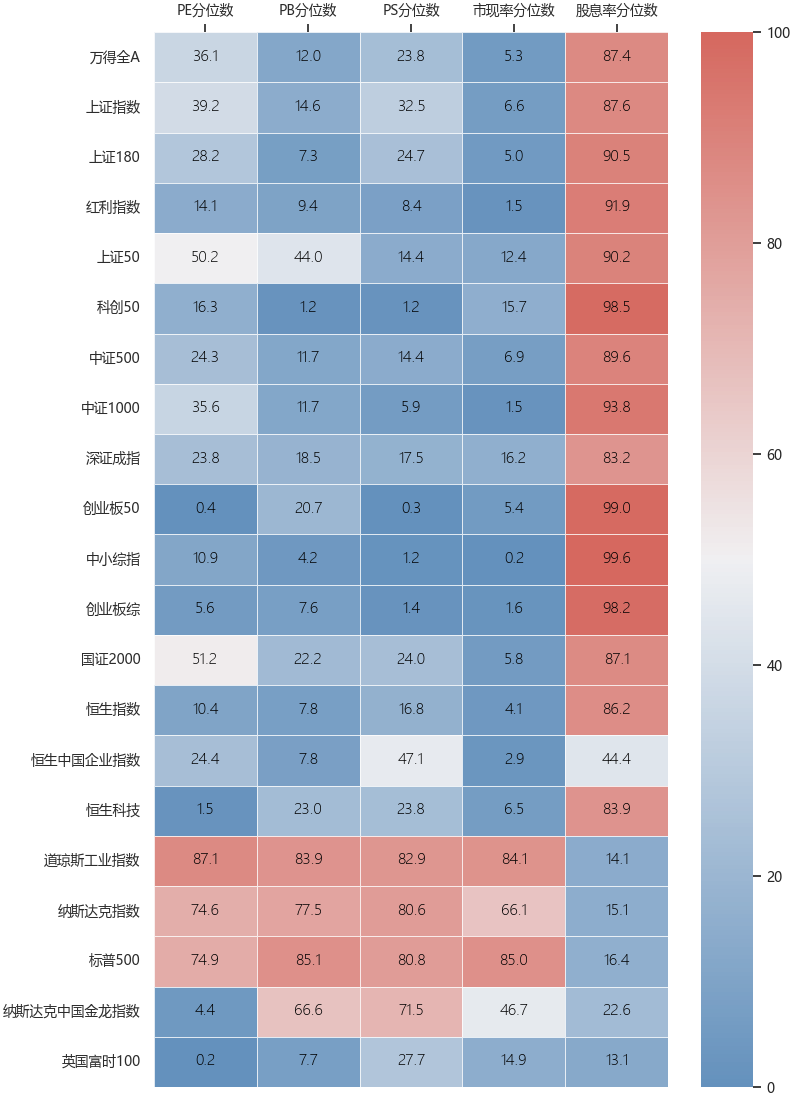 PE分位数 PB分位数 PS分位数 市现率分位数 股息率分位数
万得全A 36.1 12.0 23.8 5.3 87.4
上证指数 39.2 14.6 32.5 6.6 87.6
上证180 28.2 7.3 24.7 5.0 90.5
红利指数 14.1 9.4 8.4 1.5 91.9
上证50 50.2 44.0 14.4 12.4 90.2
科创50 16.3 1.2 1.2 15.7 98.5
中证500 24.3 11.7 14.4 6.9 89.6
中证1000 35.6 11.7 5.9 1.5 93.8
深证成指 23.8 18.5 17.5 16.2 83.2
创业板50 0.4 20.7 0.3 5.4 99.0
中小综指 10.9 4.2 1.2 0.2 99.6
创业板综 5.6 7.6 1.4 1.6 98.2
国证2000 51.2 22.2 24.0 5.8 87.1
恒生指数 10.4 7.8 16.8 4.1 86.2
恒生中国企业指数 24.4 7.8 47.1 2.9 44.4
恒生科技 1.5 23.0 23.8 6.5 83.9
道琼斯工业指数 87.1 83.9 82.9 84.1 14.1
纳斯达克指数 74.6 77.5 80.6 66.1 15.1
标普500 74.9 85.1 80.8 85.0 16.4
纳斯达克中国金龙指数 4.4 66.6 71.5 46.7 22.6
英国富时100 0.2 7.7 27.7 14.9 13.1
100
80
60
40
20
0